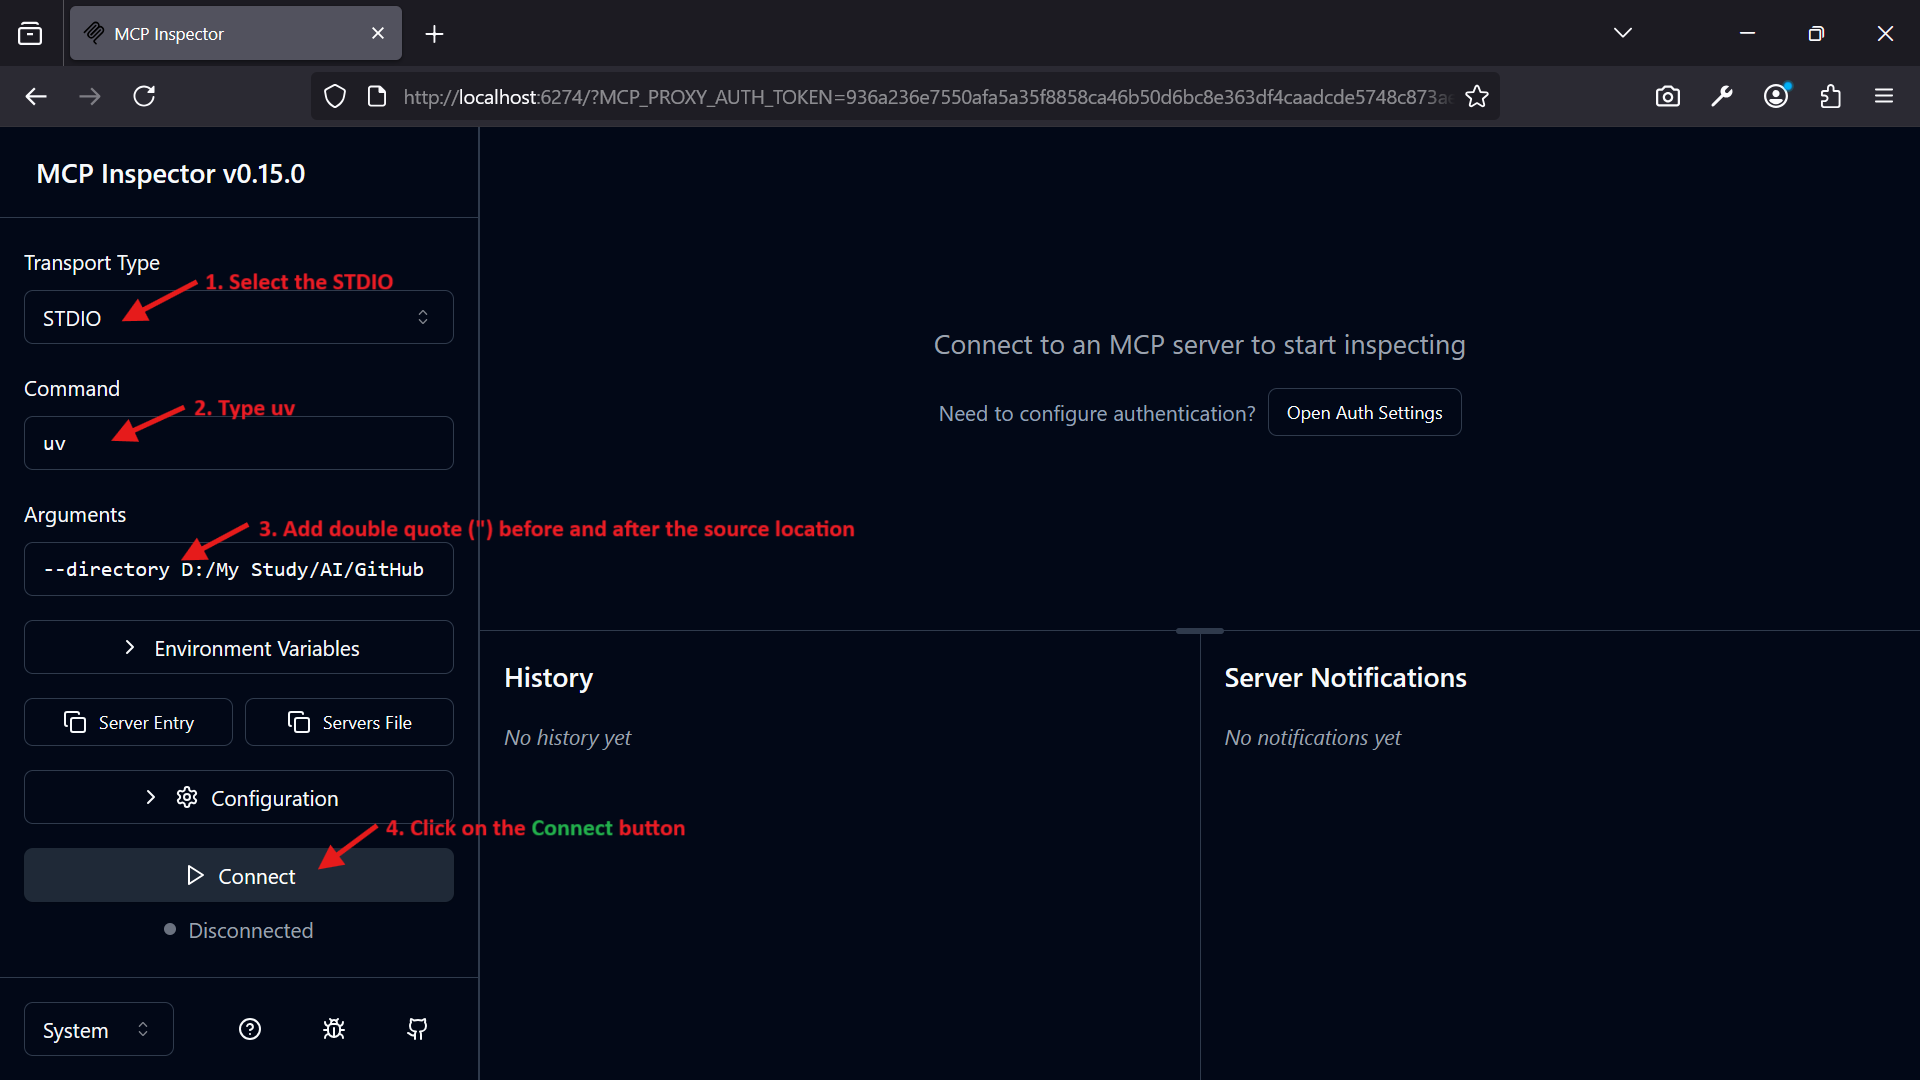 MCP Inspector
http://localhost:6274/?MCP_PROXY_AUTH_TOKEN=936a236e7550afa5a35f8858ca46b50d6bc8e363df4caadcde5748c873a
MCP Inspector v0.15.0
Transport Type
1. Select the STDIO
STDIO
Command
2. Type uv
uv
Arguments
3. Add double quote (") before and after the source location
--directory D:/My Study/AI/GitHub
Environment Variables
Server Entry
Servers File
Configuration
4. Click on the Connect button
Connect
Disconnected
System
Connect to an MCP server to start inspecting
Need to configure authentication?
Open Auth Settings
History
No history yet
Server Notifications
No notifications yet